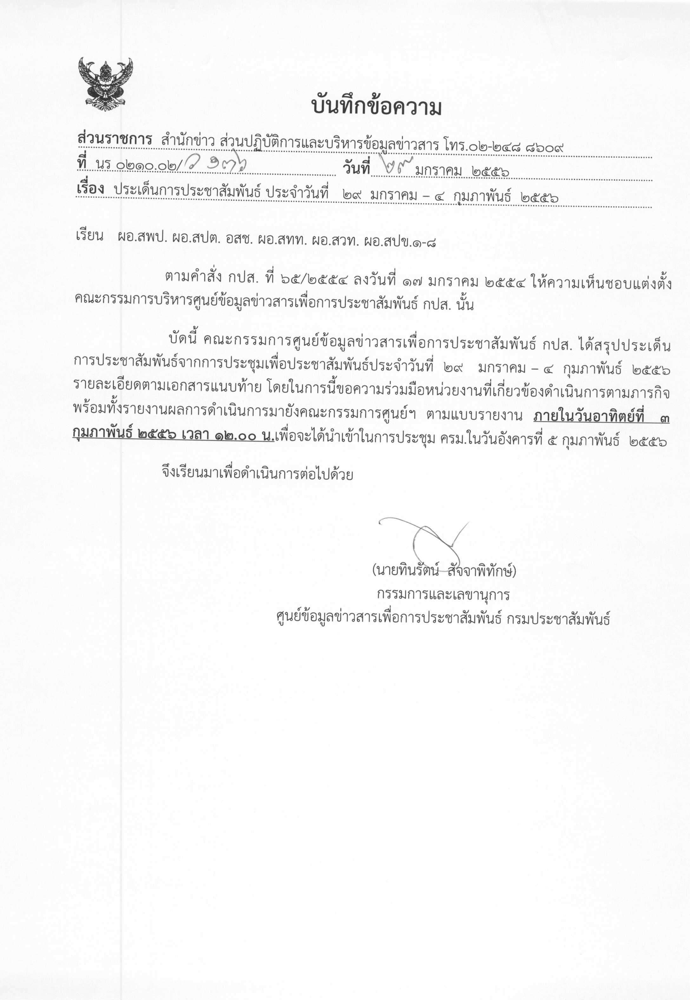 บันทึกข้อความ
ส่วนราชการ สำนักข่าว ส่วนปฏิบัติการและบริหารข้อมูลข่าวสาร โทร.๐๒-๒๔๘ ๘๖๐๙
ที่ นร ๐๒๑๐.๐๒/ว ๑๓๖ วันที่ ๒๙ มกราคม ๒๕๕๖
เรื่อง ประเด็นการประชาสัมพันธ์ ประจำวันที่ ๒๙ มกราคม – ๔ กุมภาพันธ์ ๒๕๕๖
เรียน ผอ.สพป. ผอ.สปต. อสช. ผอ.สทท. ผอ.สวท. ผอ.สปข.๑-๘
ตามคำสั่ง กปส. ที่ ๖๕/๒๕๕๔ ลงวันที่ ๑๗ มกราคม ๒๕๕๔ ให้ความเห็นชอบแต่งตั้ง
คณะกรรมการบริหารศูนย์ข้อมูลข่าวสารเพื่อการประชาสัมพันธ์ กปส. นั้น
บัดนี้ คณะกรรมการศูนย์ข้อมูลข่าวสารเพื่อการประชาสัมพันธ์ กปส. ได้สรุปประเด็น
การประชาสัมพันธ์จากการประชุมเพื่อประชาสัมพันธ์ประจำวันที่ ๒๙ มกราคม – ๔ กุมภาพันธ์ ๒๕๕๖
รายละเอียดตามเอกสารแนบท้าย โดยในการนี้ขอความร่วมมือหน่วยงานที่เกี่ยวข้องดำเนินการตามภารกิจ
พร้อมทั้งรายงานผลการดำเนินการมายังคณะกรรมการศูนย์ฯ ตามแบบรายงาน ภายในวันอาทิตย์ที่ ๓
กุมภาพันธ์ ๒๕๕๖ เวลา ๑๒.๐๐ น.เพื่อจะได้นำเข้าในการประชุม ครม.ในวันอังคารที่ ๕ กุมภาพันธ์ ๒๕๕๖
จึงเรียนมาเพื่อดำเนินการต่อไปด้วย
(นายทินรัตน์ สัจจาพิทักษ์)
กรรมการและเลขานุการ
ศูนย์ข้อมูลข่าวสารเพื่อการประชาสัมพันธ์ กรมประชาสัมพันธ์